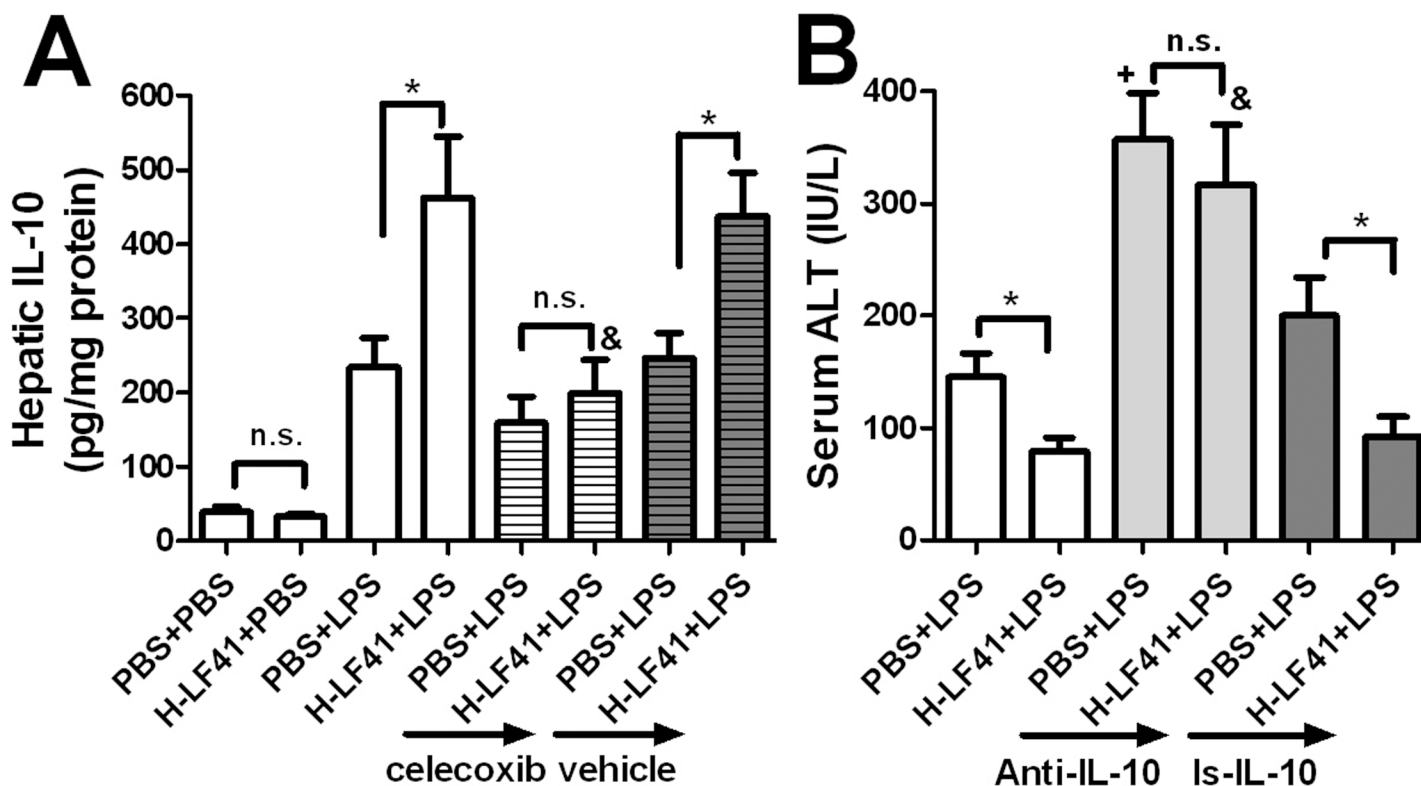 A
Hepatic IL-10
(pg/mg protein)
600
500
400
300
200
100
0
*
*
n.s.
&
n.s.
PBS+PBS
H-LF41+PBS
PBS+LPS
H-LF41+LPS
PBS+LPS
H-LF41+LPS
PBS+LPS
H-LF41+LPS
celecoxib vehicle
B
Serum ALT (IU/L)
400
300
200
100
0
n.s.
+
&
*
*
PBS+LPS
H-LF41+LPS
PBS+LPS
H-LF41+LPS
PBS+LPS
H-LF41+LPS
Anti-IL-10 Is-IL-10